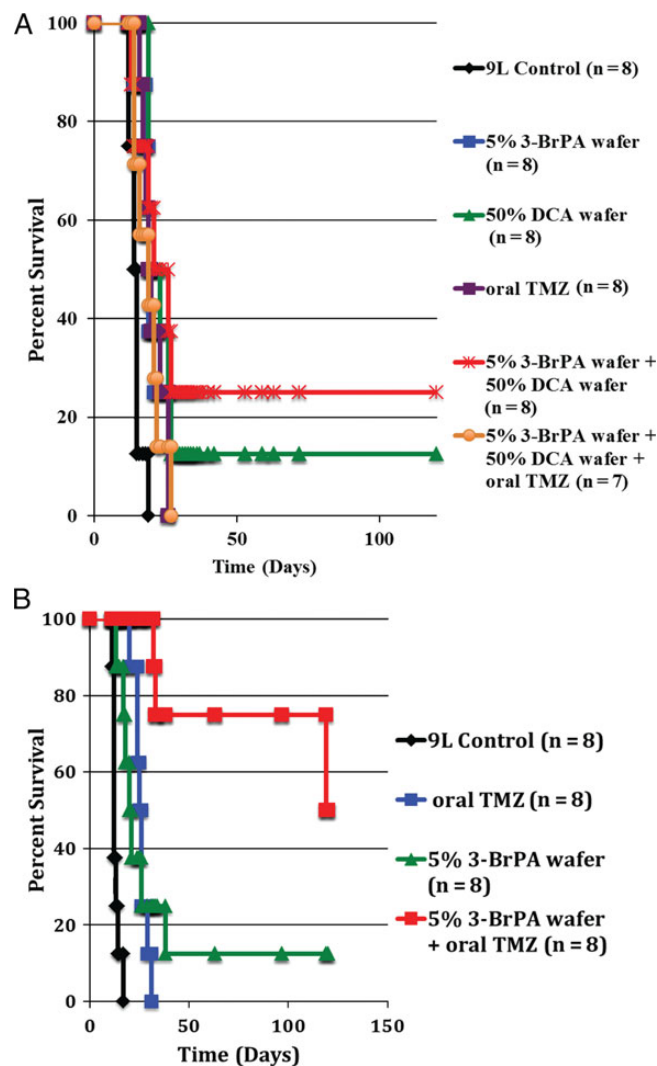 A
100
75
50
40
20
0
Percent Survival
0
50
100
Time (Days)
9L Control (n = 8)
5% 3-BrPA wafer
(n = 8)
50% DCA wafer
(n = 8)
oral TMZ (n = 8)
5% 3-BrPA wafer +
50% DCA wafer
(n = 8)
5% 3-BrPA wafer +
50% DCA wafer +
oral TMZ (n = 7)
B
100
80
60
40
20
0
Percent Survival
0
50
100
150
Time (Days)
9L Control (n = 8)
oral TMZ (n = 8)
5% 3-BrPA wafer
(n = 8)
5% 3-BrPA wafer
+ oral TMZ (n = 8)